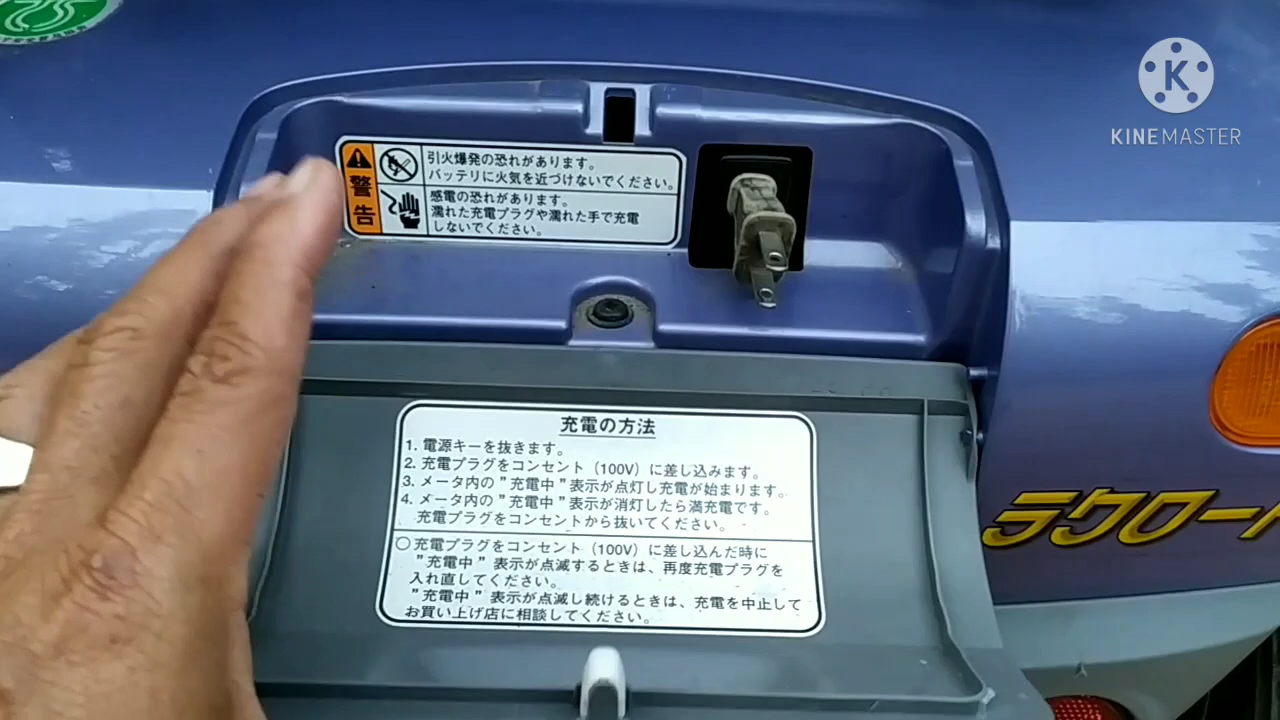 KINEMASTER
警告
引火爆発の恐れがあります。
バッテリに火気を近づけないでください。
感電の恐れがあります。
濡れた充電プラグや濡れた手で充電
しないでください。
充電の方法
1. 電源キーを抜きます。
2. 充電プラグをコンセント（100V）に差し込みます。
3. メータ内の"充電中"表示が点灯し充電が始まります。
4. メータ内の"充電中"表示が消灯したら満充電です。
充電プラグをコンセントから抜いてください。
○充電プラグをコンセント（100V）に差し込んだ時に
"充電中"表示が点滅するときは、再度充電プラグを
入れ直してください。
"充電中"表示が点滅し続けるときは、充電を中止して
お買い上げ店に相談してください。
ラクロー